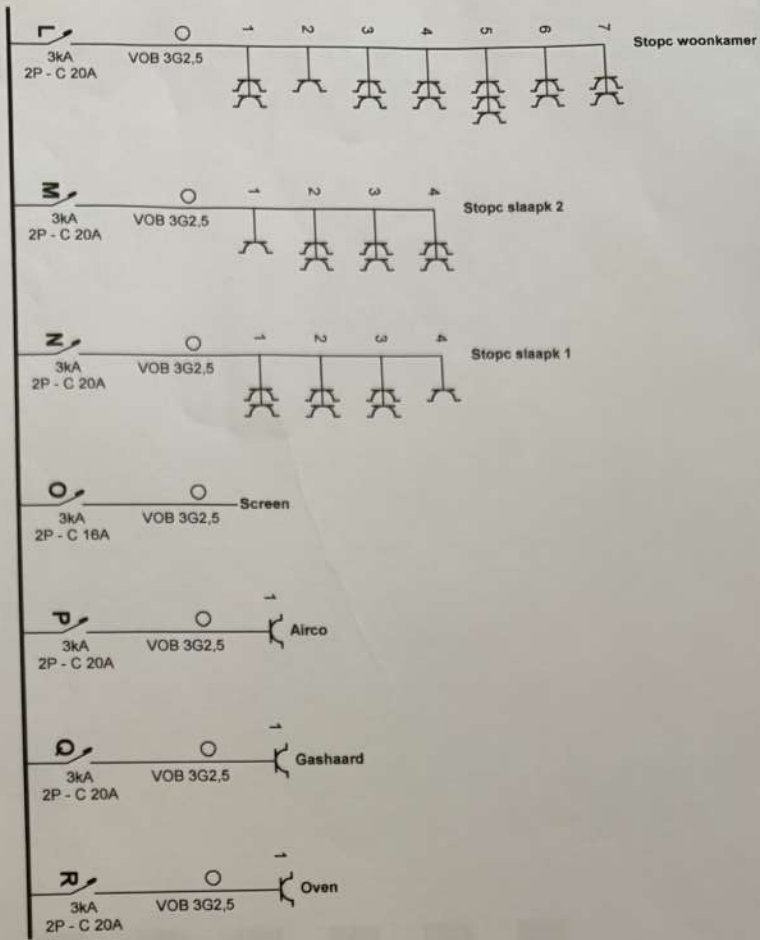 L
3kA
2P - C 20A
VOB 3G2,5
1 2 3 4 5 6 7
Stopc woonkamer
M
3kA
2P - C 20A
VOB 3G2,5
1 2 3 4
Stopc slaapk 2
N
3kA
2P - C 20A
VOB 3G2,5
1 2 3 4
Stopc slaapk 1
O
3kA
2P - C 16A
VOB 3G2,5
Screen
P
3kA
2P - C 20A
VOB 3G2,5
1
Airco
Q
3kA
2P - C 20A
VOB 3G2,5
1
Gashaard
R
3kA
2P - C 20A
VOB 3G2,5
1
Oven